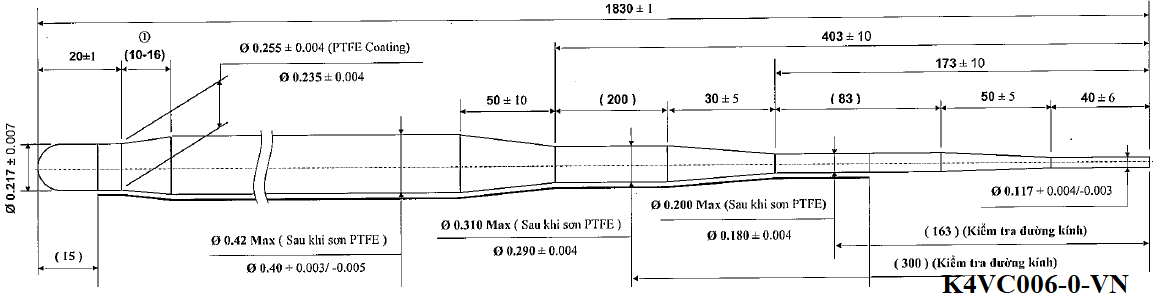 1830 ± 1
①
403 ± 10
Ø 0.255 ± 0.004 (PTFE Coating)
20±1
(10-16)
173 ± 10
Ø 0.235 ± 0.004
50 ± 10
( 200 )
30 ± 5
( 83 )
50 ± 5
40 ± 6
Ø 0.217 ± 0.007
Ø 0.117 + 0.004/-0.003
Ø 0.200 Max (Sau khi sơn PTFE)
Ø 0.310 Max ( Sau khi sơn PTFE)
Ø 0.180 ± 0.004
( 163 ) (Kiểm tra đường kính)
Ø 0.42 Max ( Sau khi sơn PTFE )
Ø 0.290 ± 0.004
( 15 )
( 300 ) (Kiểm tra đường kính)
Ø 0.40 + 0.003/ -0.005
K4VC006-0-VN